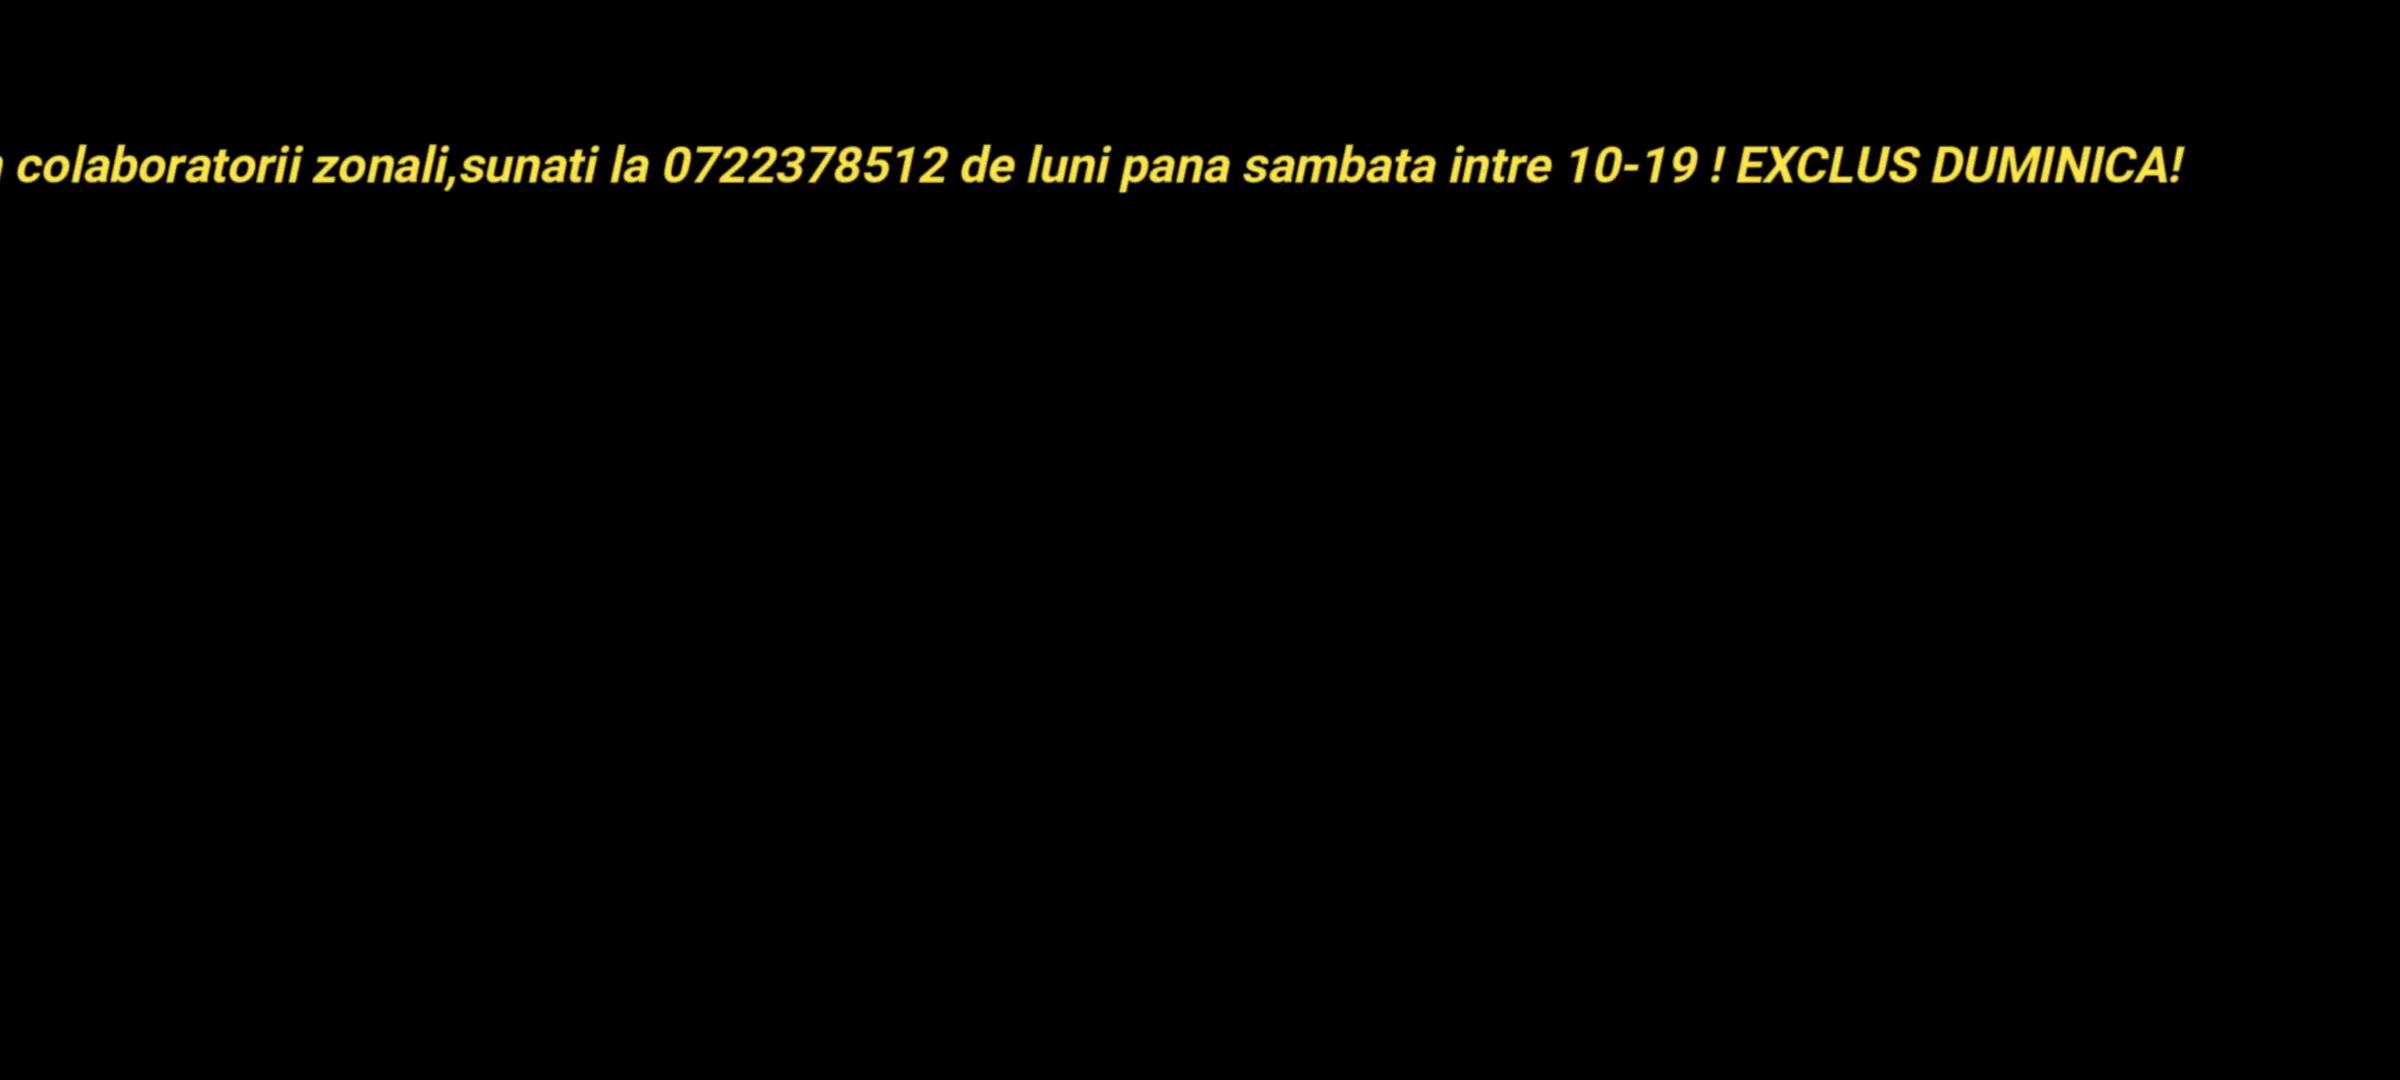 colaboratorii zonali,sunati la 0722378512 de luni pana sambata intre 10-19 ! EXCLUS DUMINICA!